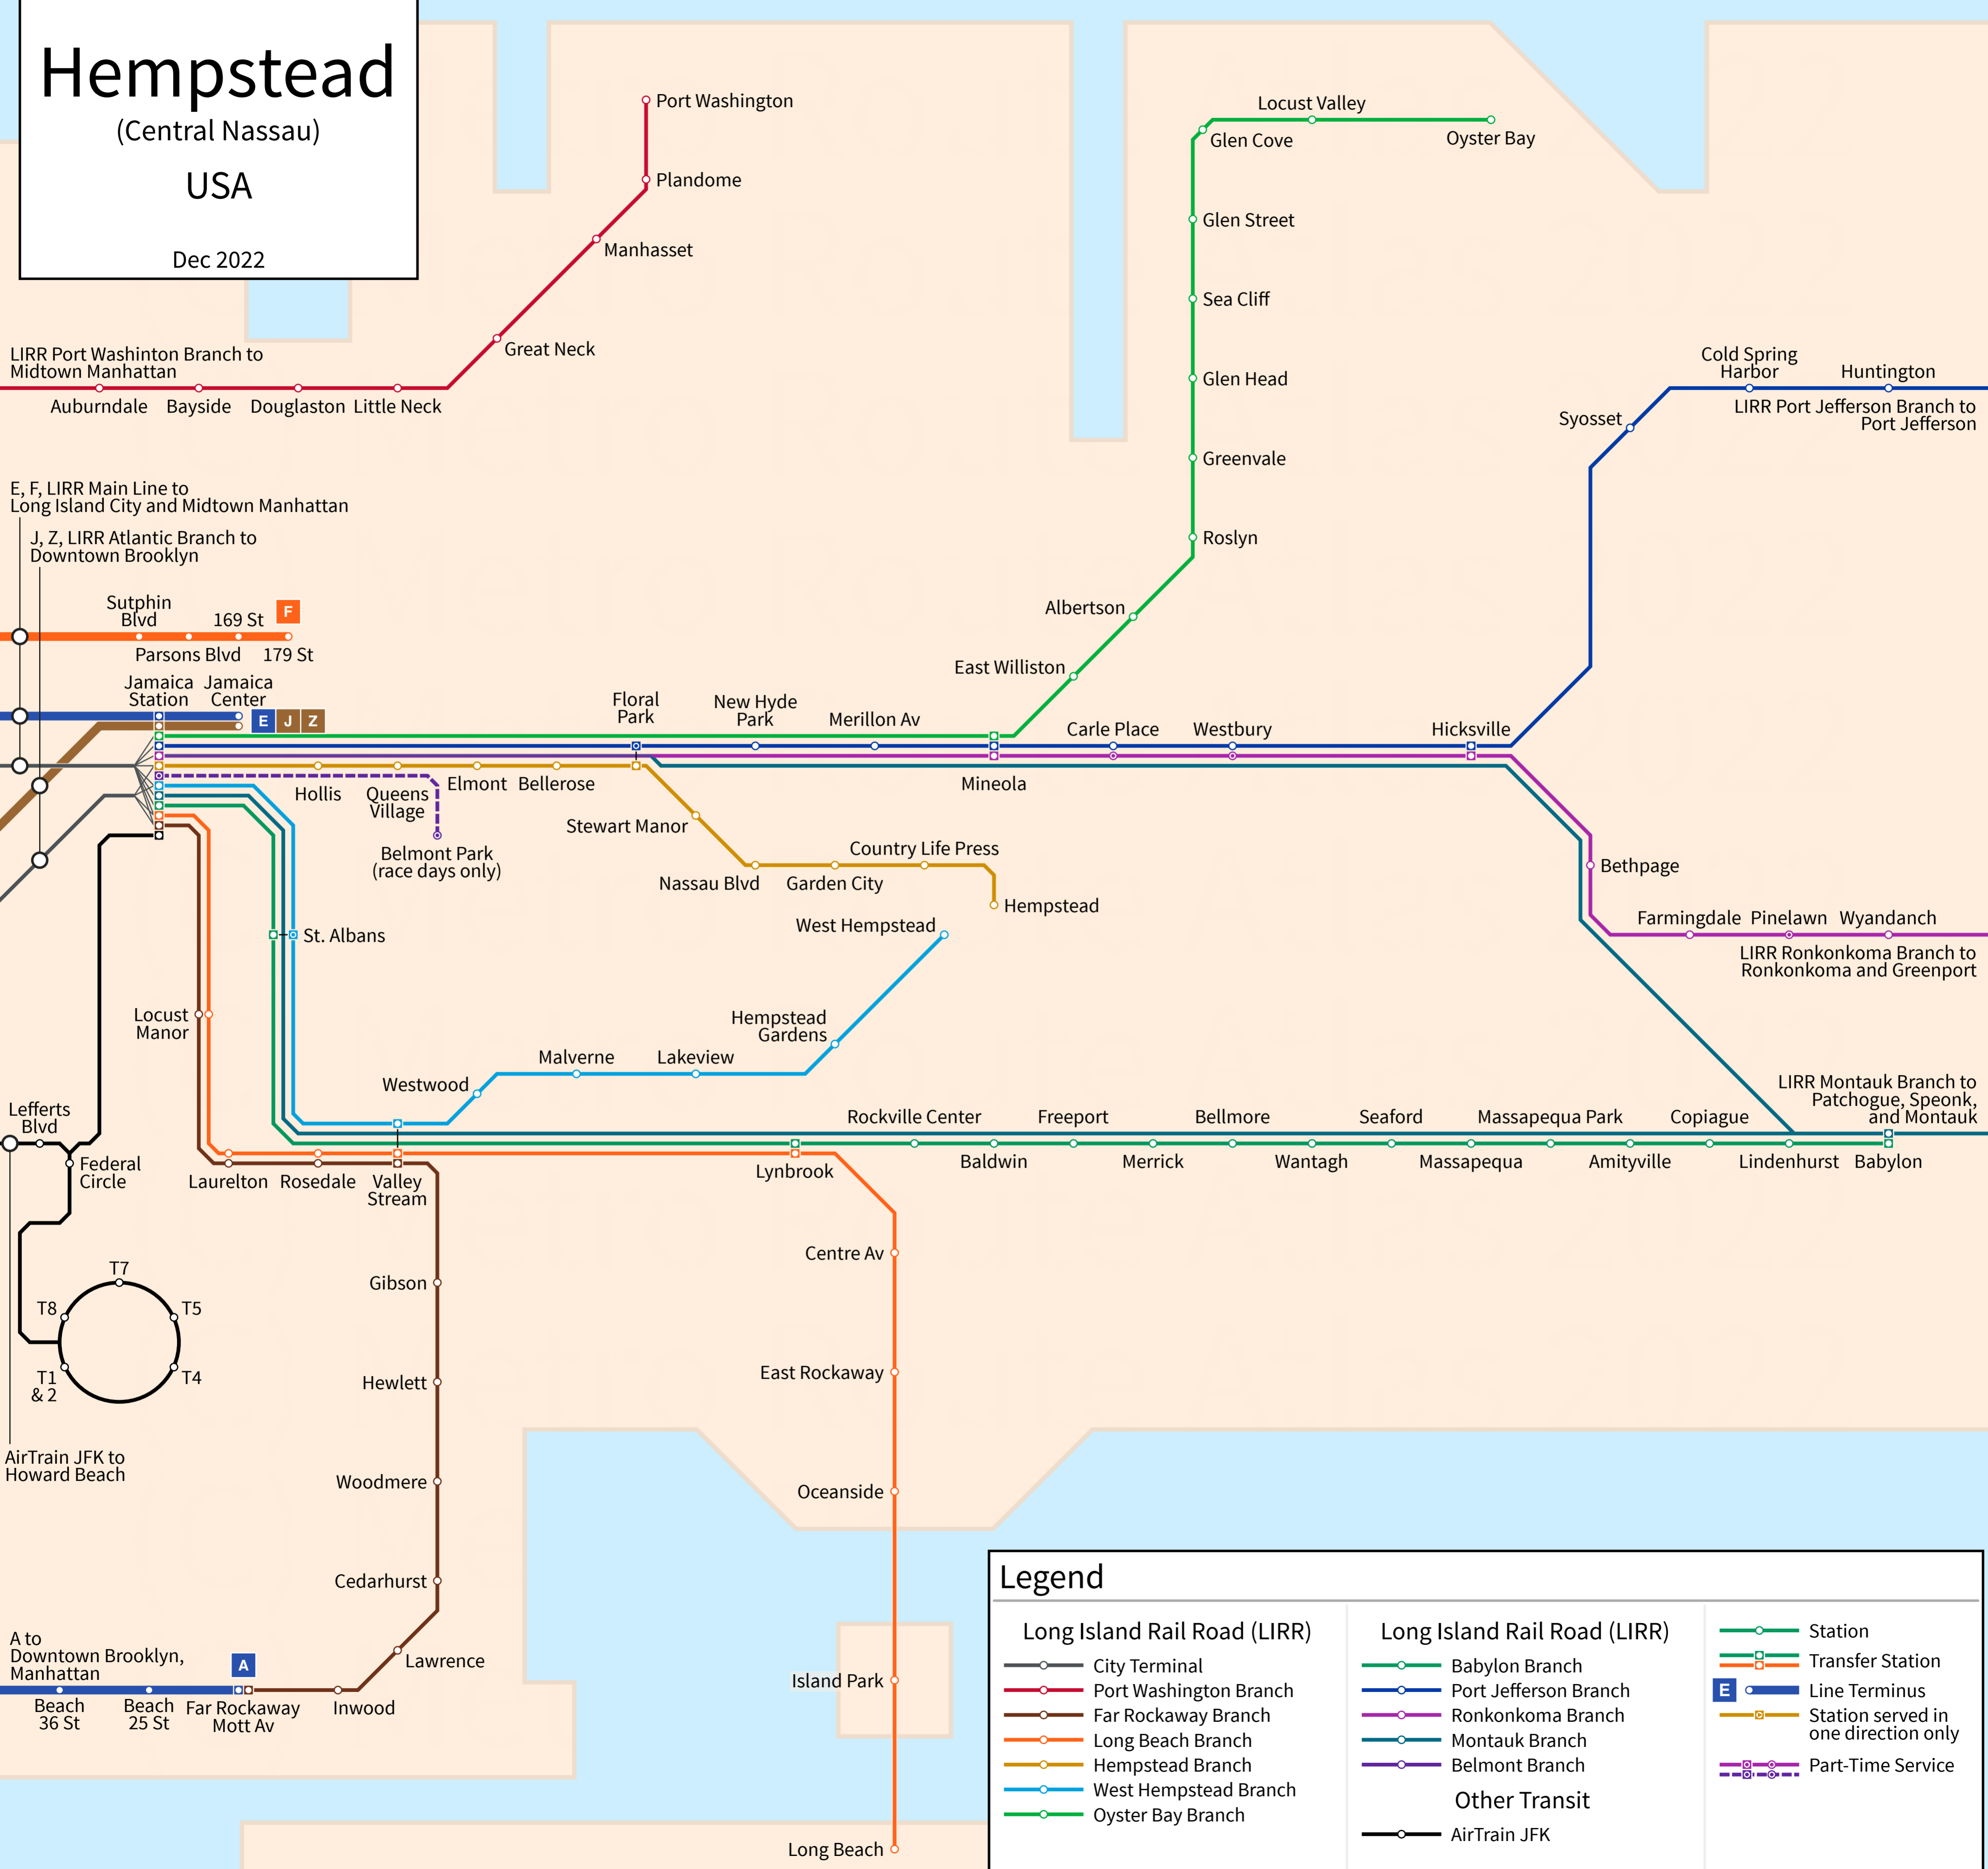 Hempstead
(Central Nassau)
USA
Dec 2022
Port Washington
Plandome
Manhasset
Great Neck
LIRR Port Washinton Branch to
Midtown Manhattan
Auburndale
Bayside
Douglaston
Little Neck
Locust Valley
Glen Cove
Oyster Bay
Glen Street
Sea Cliff
Glen Head
Greenvale
Roslyn
Albertson
East Williston
Cold Spring
Harbor
Huntington
Syosset
LIRR Port Jefferson Branch to
Port Jefferson
E, F, LIRR Main Line to
Long Island City and Midtown Manhattan
J, Z, LIRR Atlantic Branch to
Downtown Brooklyn
Sutphin
Blvd
169 St
F
Parsons Blvd
179 St
Jamaica
Station
Jamaica
Center
E J Z
Floral
Park
New Hyde
Park
Merillon Av
Carle Place
Westbury
Hicksville
Mineola
Hollis
Queens
Village
Elmont
Bellerose
Belmont Park
(race days only)
Stewart Manor
Country Life Press
Nassau Blvd
Garden City
Hempstead
West Hempstead
Bethpage
Farmingdale
Pinelawn
Wyandanch
LIRR Ronkonkoma Branch to
Ronkonkoma and Greenport
St. Albans
Locust
Manor
Hempstead
Gardens
Malverne
Lakeview
Westwood
LIRR Montauk Branch to
Patchogue, Speonk,
and Montauk
Lefferts
Blvd
Federal
Circle
Laurelton
Rosedale
Valley
Stream
Lynbrook
Rockville Center
Baldwin
Freeport
Merrick
Bellmore
Wantagh
Seaford
Massapequa
Massapequa Park
Amityville
Copiague
Lindenhurst
Babylon
Centre Av
East Rockaway
Oceanside
Island Park
Long Beach
Gibson
Hewlett
Woodmere
Cedarhurst
Lawrence
Inwood
T7
T8
T5
T1
& 2
T4
AirTrain JFK to
Howard Beach
A to
Downtown Brooklyn,
Manhattan
A
Beach
36 St
Beach
25 St
Far Rockaway
Mott Av
Legend
Long Island Rail Road (LIRR)
City Terminal
Port Washington Branch
Far Rockaway Branch
Long Beach Branch
Hempstead Branch
West Hempstead Branch
Oyster Bay Branch
Long Island Rail Road (LIRR)
Babylon Branch
Port Jefferson Branch
Ronkonkoma Branch
Montauk Branch
Belmont Branch
Other Transit
AirTrain JFK
Station
Transfer Station
E
Line Terminus
Station served in
one direction only
Part-Time Service